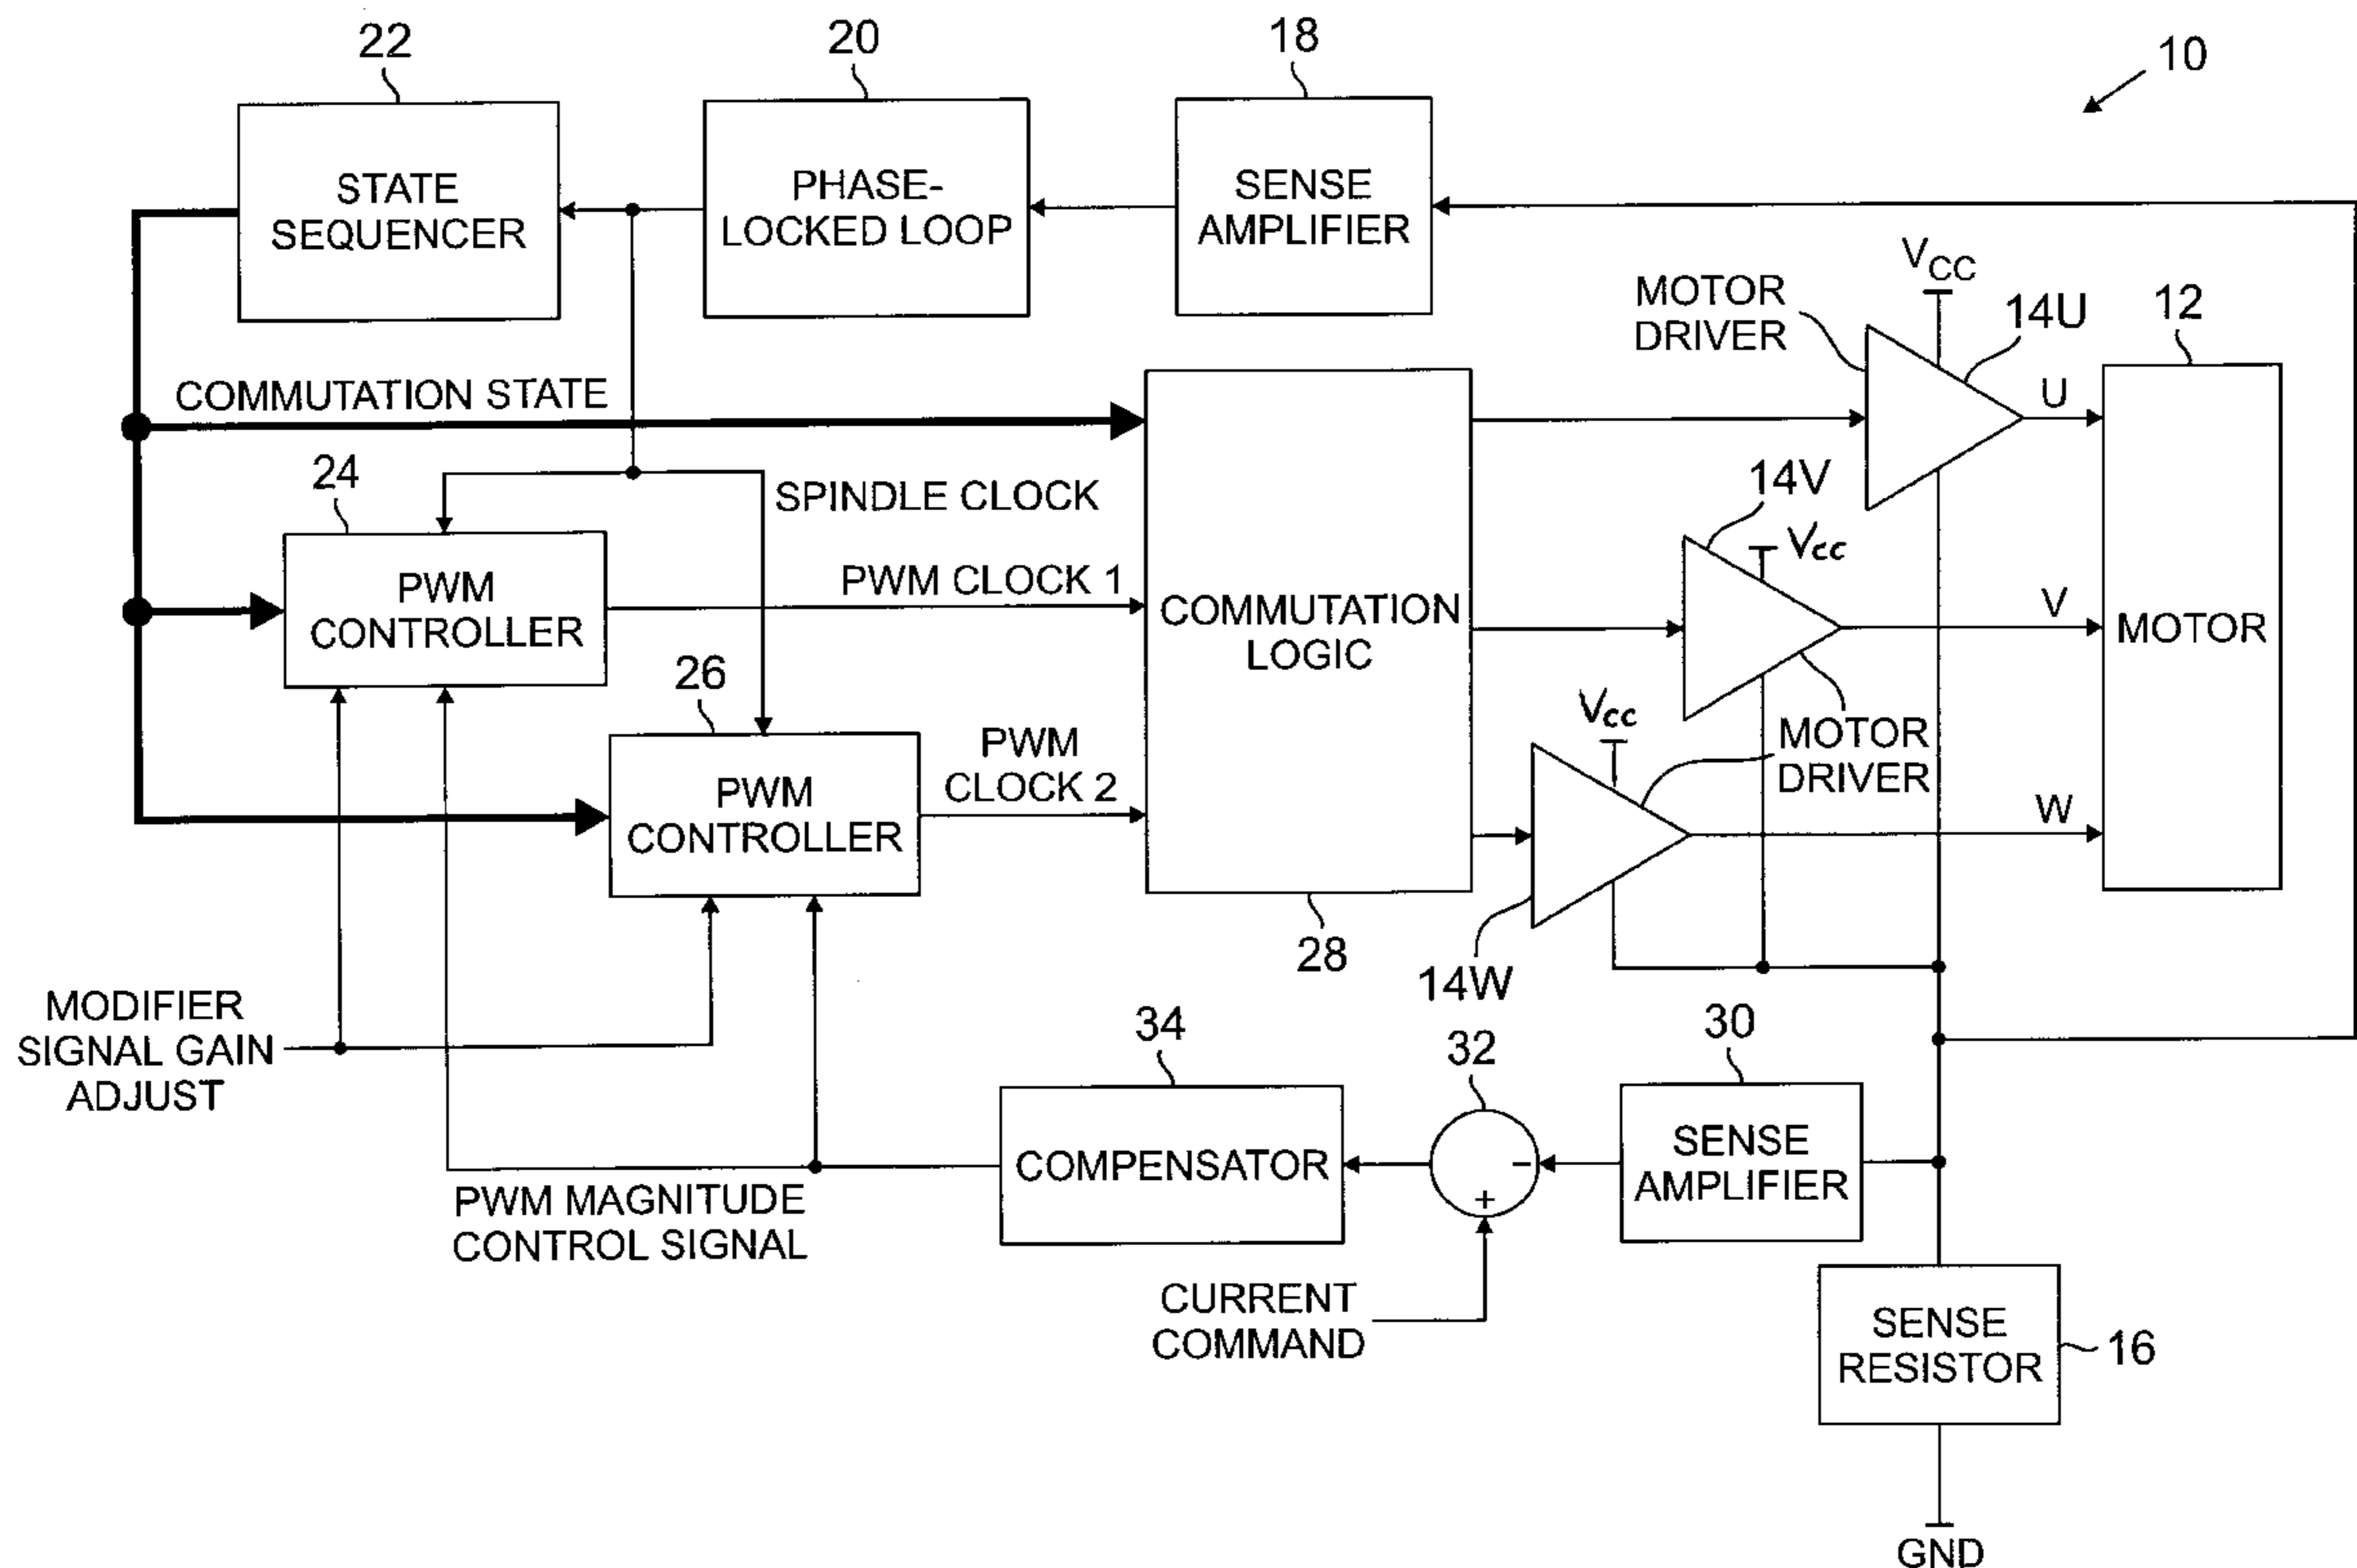 22
20
18
10
STATE
SEQUENCER
PHASE-
LOCKED LOOP
SENSE
AMPLIFIER
VCC
MOTOR
DRIVER
14U
12
COMMUTATION STATE
U
24
SPINDLE CLOCK
14V
Vcc
PWM
CONTROLLER
PWM CLOCK 1
COMMUTATION
LOGIC
V
MOTOR
26
Vcc
PWM
CONTROLLER
PWM
CLOCK 2
MOTOR
DRIVER
W
28
14W
MODIFIER
SIGNAL GAIN
ADJUST
34
32
30
COMPENSATOR
-
+
SENSE
AMPLIFIER
PWM MAGNITUDE
CONTROL SIGNAL
CURRENT
COMMAND
SENSE
RESISTOR
16
GND